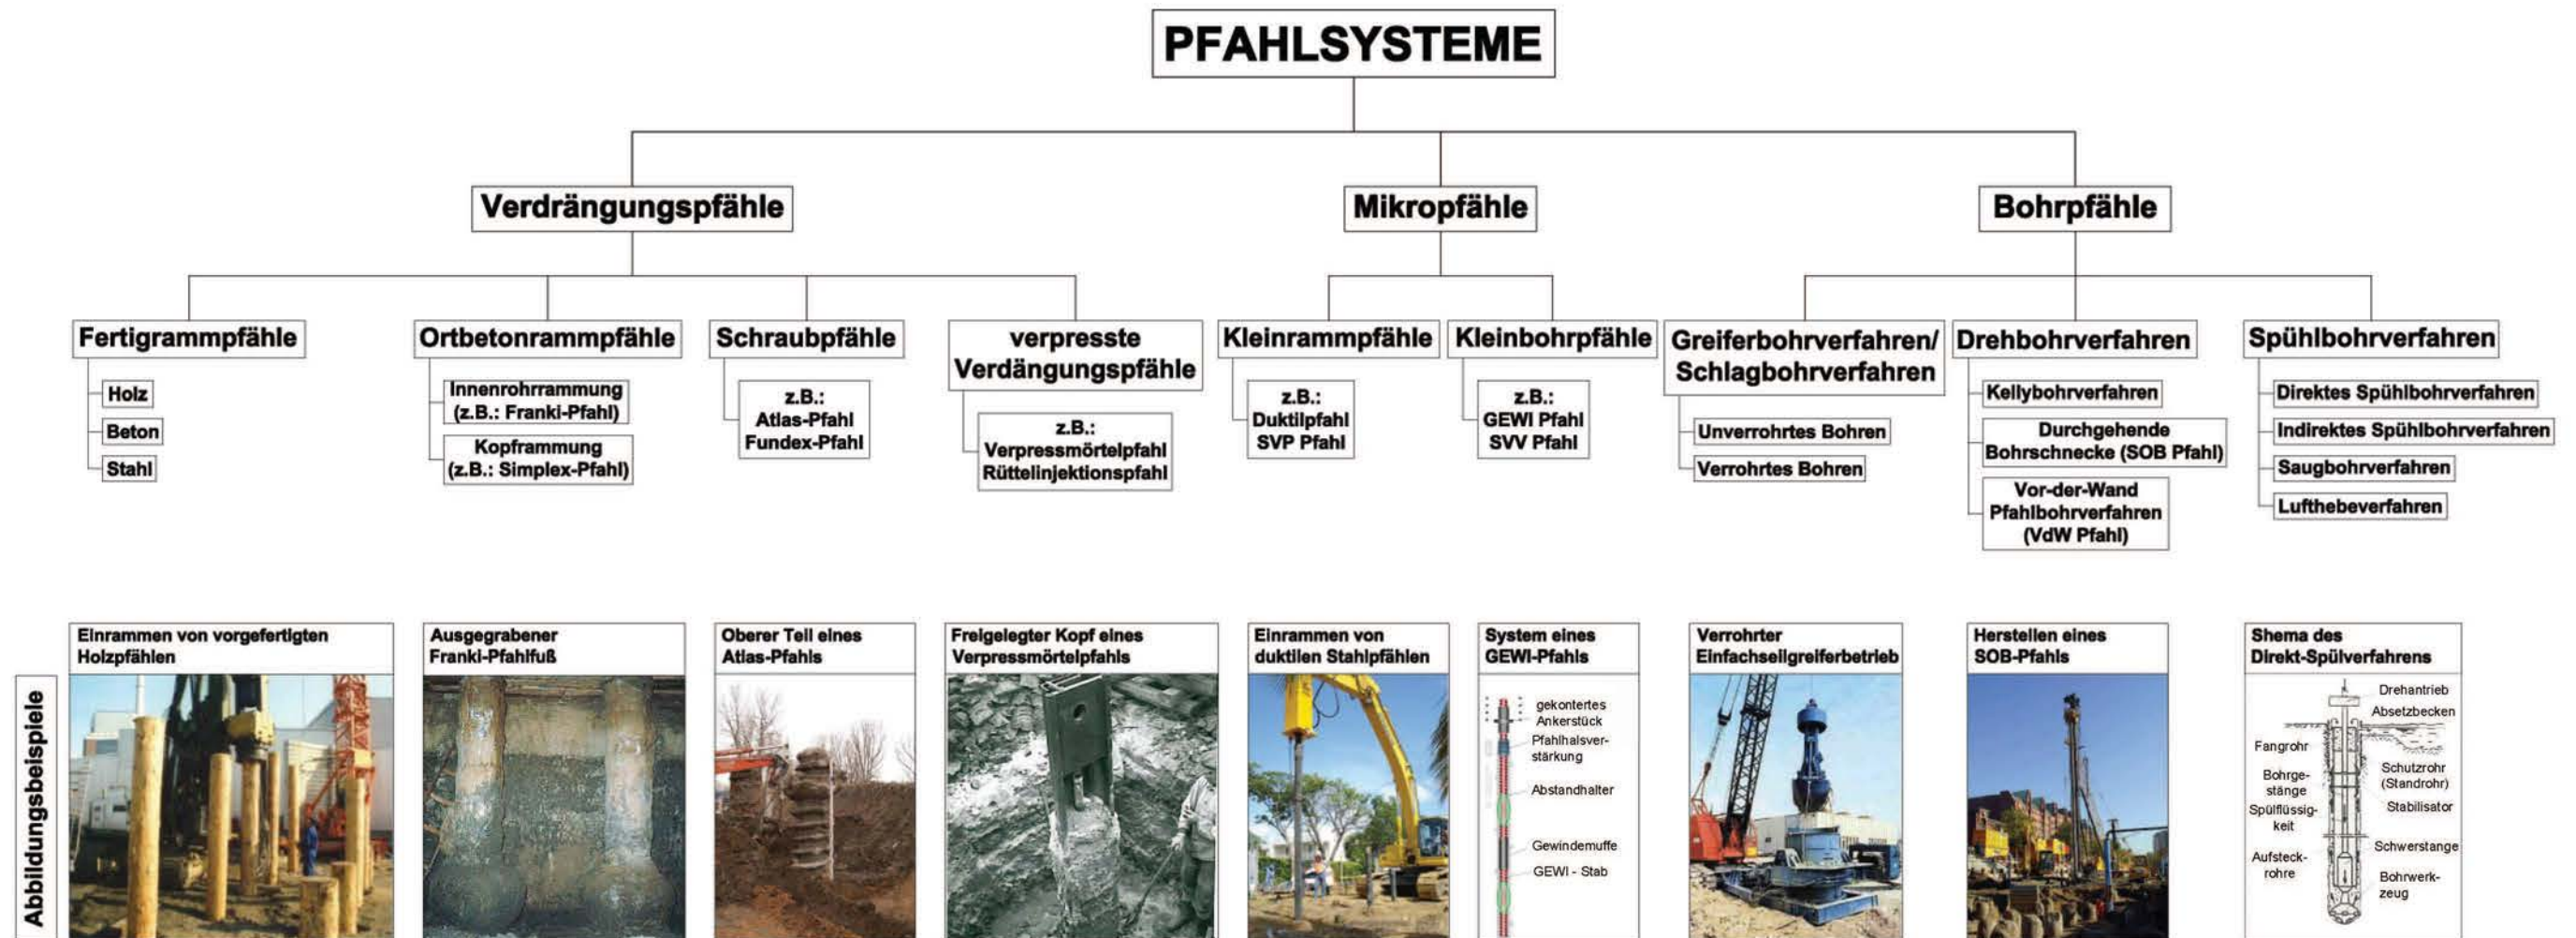 PFAHLSYSTEME
Verdrängungspfähle
Mikropfähle
Bohrpfähle
Fertigrammpfähle
Holz
Beton
Stahl
Ortbetonrammpfähle
Innenrohrrammung
(z.B.: Franki-Pfahl)
Kopframmung
(z.B.: Simplex-Pfahl)
Schraubpfähle
z.B.:
Atlas-Pfahl
Fundex-Pfahl
verpresste
Verdängungspfähle
z.B.:
Verpressmörtelpfahl
Rüttelinjektionspfahl
Kleinrammpfähle
z.B.:
Duktilpfahl
SVP Pfahl
Kleinbohrpfähle
z.B.:
GEWI Pfahl
SVV Pfahl
Greiferbohrverfahren/
Schlagbohrverfahren
Unverrohrtes Bohren
Verrohrtes Bohren
Drehbohrverfahren
Kellybohrverfahren
Durchgehende
Bohrschnecke (SOB Pfahl)
Vor-der-Wand
Pfahlbohrverfahren
(VdW Pfahl)
Spühlbohrverfahren
Direktes Spühlbohrverfahren
Indirektes Spühlbohrverfahren
Saugbohrverfahren
Lufthebeverfahren
Abbildungsbeispiele
Einrammen von vorgefertigten
Holzpfählen
Ausgegrabener
Franki-Pfahlfuß
Oberer Teil eines
Atlas-Pfahls
Freigelegter Kopf eines
Verpressmörtelpfahls
Einrammen von
duktilen Stahlpfählen
System eines
GEWI-Pfahls
gekontertes
Ankerstück
Pfahlhalsver-
stärkung
Abstandhalter
Gewindemuffe
GEWI - Stab
Verrohrter
Einfachseilgreiferbetrieb
Herstellen eines
SOB-Pfahls
Shema des
Direkt-Spülverfahrens
Drehantrieb
Absetzbecken
Fangrohr
Schutzrohr
(Standrohr)
Bohrge-
stänge
Stabilisator
Spülflüssig-
keit
Schwerstange
Aufsteck-
rohre
Bohrwerk-
zeug